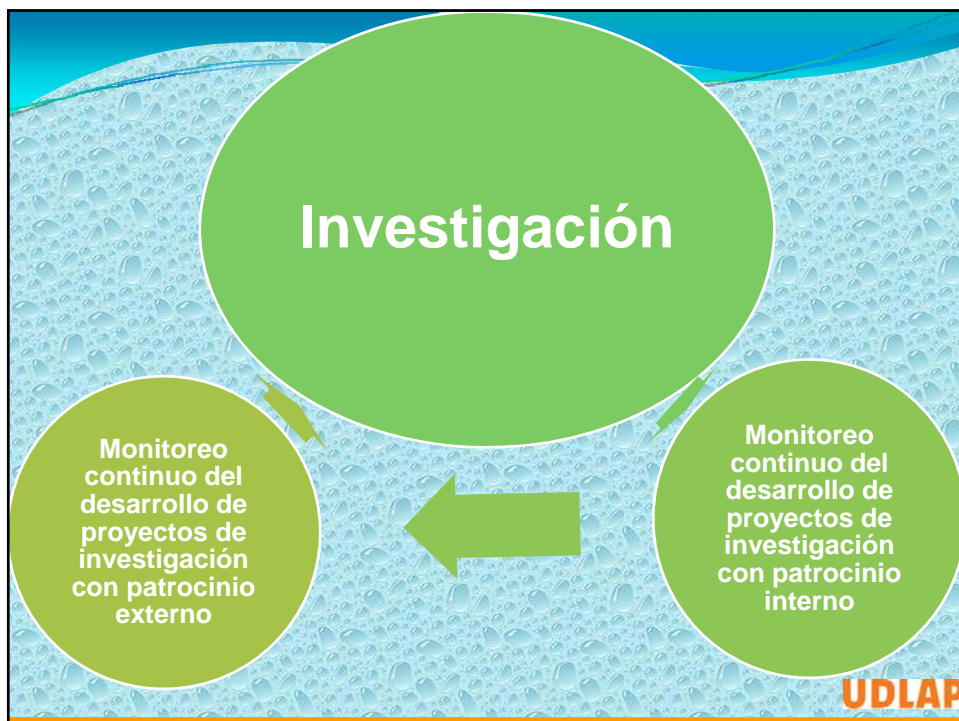 Investigación
Monitoreo
continuo del
desarrollo de
proyectos de
investigación
con patrocinio
externo
Monitoreo
continuo del
desarrollo de
proyectos de
investigación
con patrocinio
interno
UDLAP